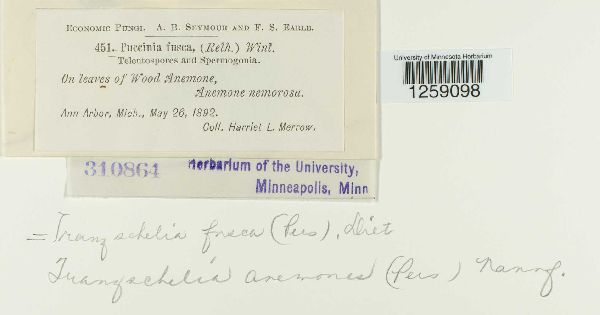 ECONOMIC FUNGI. A. B. SEYMOUR AND F. S. EARLE.
451. Puccinia fusca, (Relh.) Wint.
Teleutospores and Spermogonia.
On leaves of Wood Anemone,
Anemone nemorosa.
Ann Arbor, Mich., May 26, 1892.
Coll. Harriet L. Merrow.
University of Minnesota Herbarium
1259098
310864
Herbarium of the University,
Minneapolis, Minn
= Tranzschelia fusca (Pers), Diet
Tranzschelia anemones (Pers) Nannf.